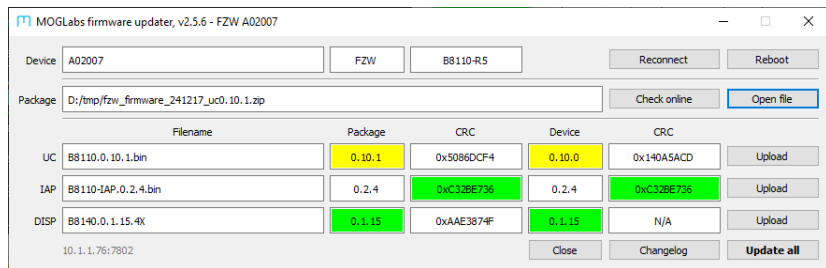 MOGLabs firmware updater, v2.5.6 - FZW A02007
Device A02007 FZW B8110-R5 Reconnect Reboot
Package D:/tmp/fzw_firmware_241217_uc0.10.1.zip Check online Open file
Filename Package CRC Device CRC
UC B8110.0.10.1.bin 0.10.1 0x5086DCF4 0.10.0 0x140A5ACD Upload
IAP B8110-IAP.0.2.4.bin 0.2.4 0xC32BE736 0.2.4 0xC32BE736 Upload
DISP B8140.0.1.15.4X 0.1.15 0xAAE3874F 0.1.15 N/A Upload
10.1.1.76:7802 Close Changelog Update all